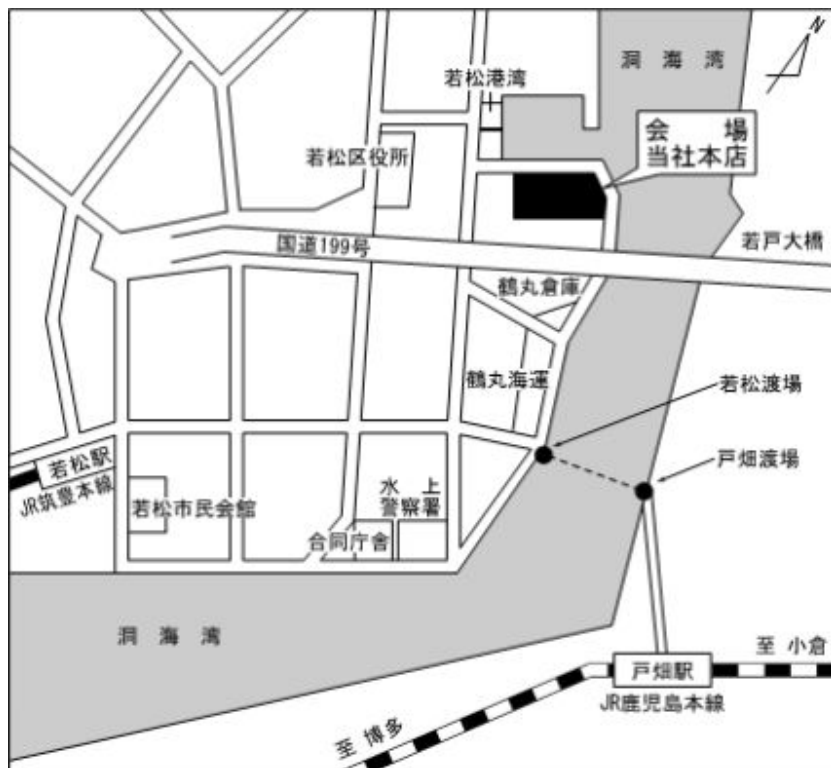 N
洞海湾
若松港湾
会場
当社本店
若松区役所
国道199号
若戸大橋
鶴丸倉庫
鶴丸海運
若松渡場
戸畑渡場
若松駅
JR筑豊本線
若松市民会館
水上
警察署
合同庁舎
洞海湾
至 小倉
戸畑駅
JR鹿児島本線
至 博多